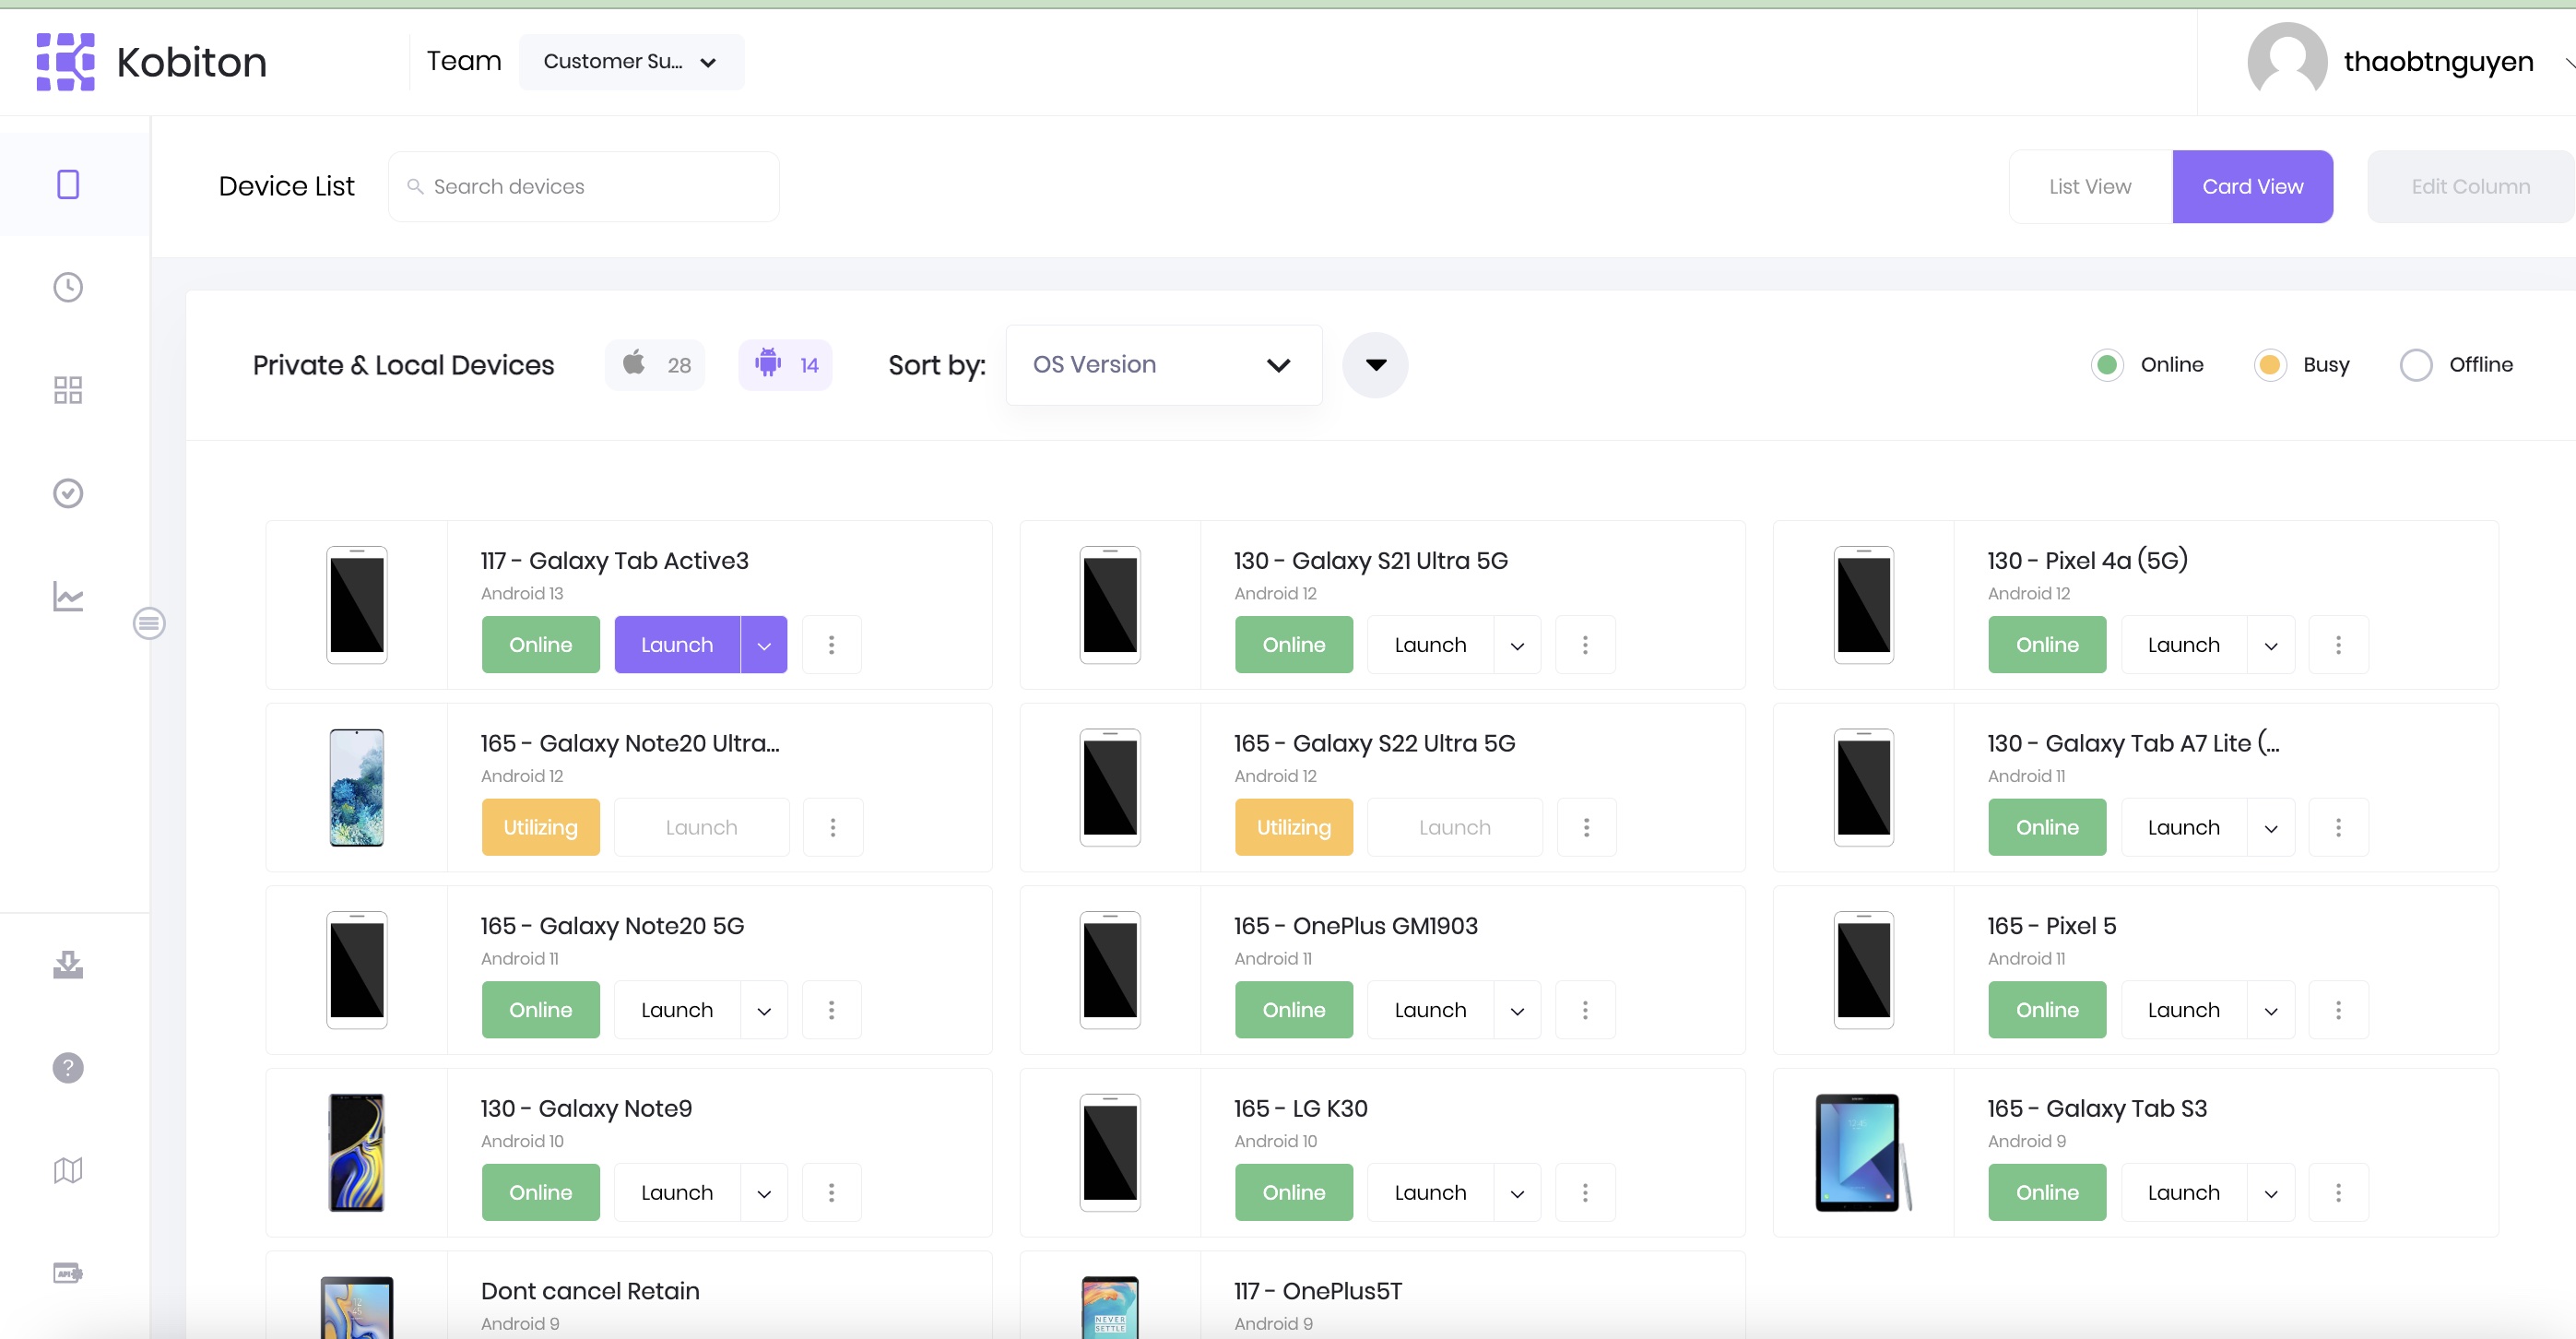 Kobiton
Team
Customer Su...
thaobtnguyen
Device List
Search devices
List View
Card View
Edit Column
Private & Local Devices
28
14
Sort by:
OS Version
Online
Busy
Offline
117 - Galaxy Tab Active3
Android 13
Online
Launch
130 - Galaxy S21 Ultra 5G
Android 12
Online
Launch
130 - Pixel 4a (5G)
Android 12
Online
Launch
165 - Galaxy Note20 Ultra...
Android 12
Utilizing
Launch
165 - Galaxy S22 Ultra 5G
Android 12
Utilizing
Launch
130 - Galaxy Tab A7 Lite (...
Android 11
Online
Launch
165 - Galaxy Note20 5G
Android 11
Online
Launch
165 - OnePlus GM1903
Android 11
Online
Launch
165 - Pixel 5
Android 11
Online
Launch
130 - Galaxy Note9
Android 10
Online
Launch
165 - LG K30
Android 10
Online
Launch
165 - Galaxy Tab S3
Android 9
Online
Launch
?
API
Dont cancel Retain
Android 9
NEVER
SETTLE
117 - OnePlus5T
Android 9